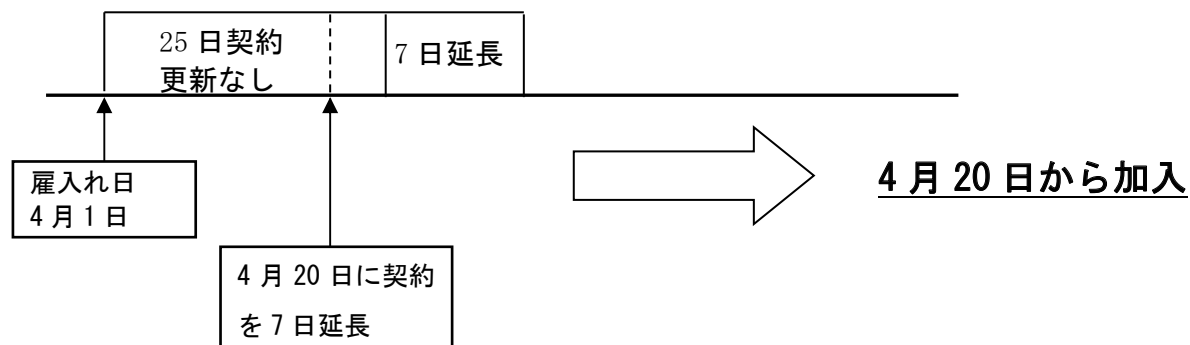 25 日契約
更新なし
7 日延長
雇入れ日
4 月 1 日
4 月 20 日に契約
を 7 日延長
4 月 20 日から加入